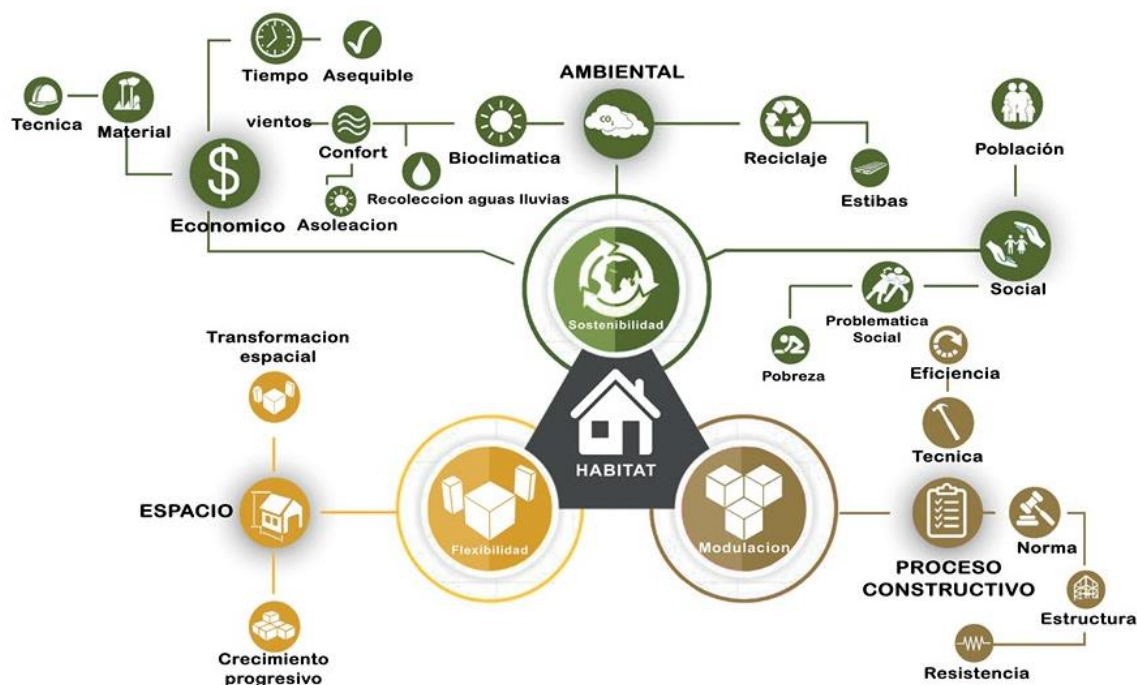 Tiempo
Asequible
AMBIENTAL
Tecnica
Material
vientos
Confort
Bioclimatica
CO2
Reciclaje
Población
Recoleccion aguas lluvias
Estibas
Asoleacion
$
Economico
Social
Sostenibilidad
Problematica
Social
Pobreza
Transformacion
espacial
Eficiencia
Tecnica
HABITAT
ESPACIO
Flexibilidad
Modulacion
Norma
PROCESO
CONSTRUCTIVO
Estructura
Crecimiento
progresivo
Resistencia